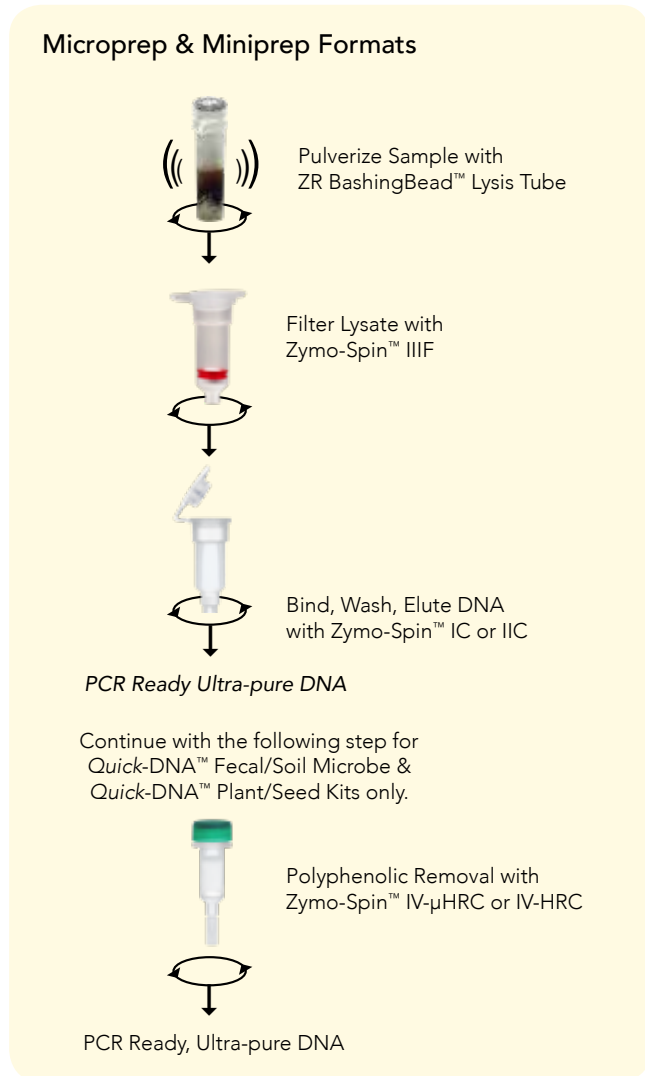 Microprep & Miniprep Formats
Pulverize Sample with
ZR BashingBead™ Lysis Tube
Filter Lysate with
Zymo-Spin™ IIIF
Bind, Wash, Elute DNA
with Zymo-Spin™ IC or IIC
PCR Ready Ultra-pure DNA
Continue with the following step for
Quick-DNA™ Fecal/Soil Microbe &
Quick-DNA™ Plant/Seed Kits only.
Polyphenolic Removal with
Zymo-Spin™ IV-µHRC or IV-HRC
PCR Ready, Ultra-pure DNA